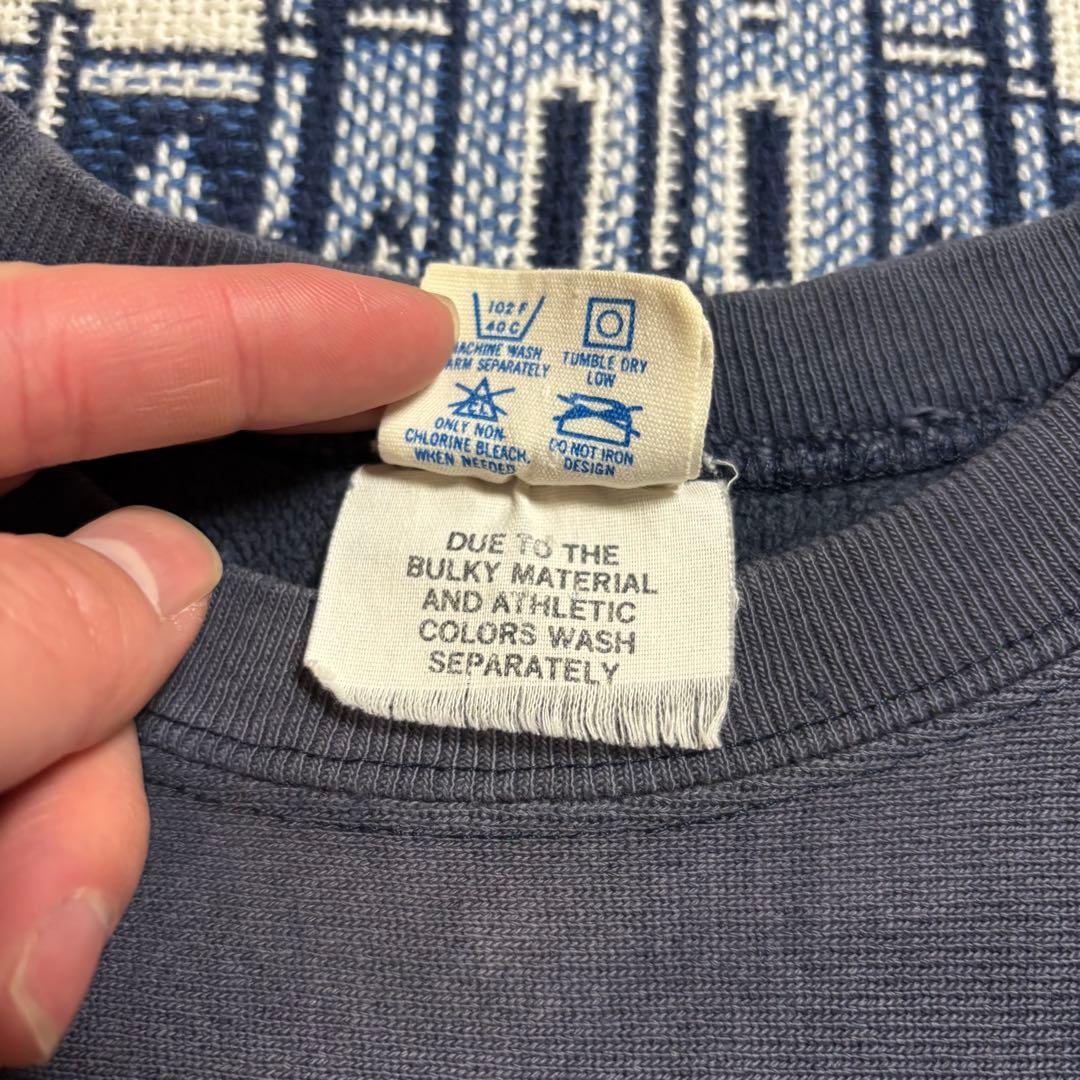 102 F
40 C
MACHINE WASH
WARM SEPARATELY
TUMBLE DRY
LOW
CL
ONLY NON
CHLORINE BLEACH
WHEN NEEDED
DO NOT IRON
DESIGN
DUE TO THE
BULKY MATERIAL
AND ATHLETIC
COLORS WASH
SEPARATELY